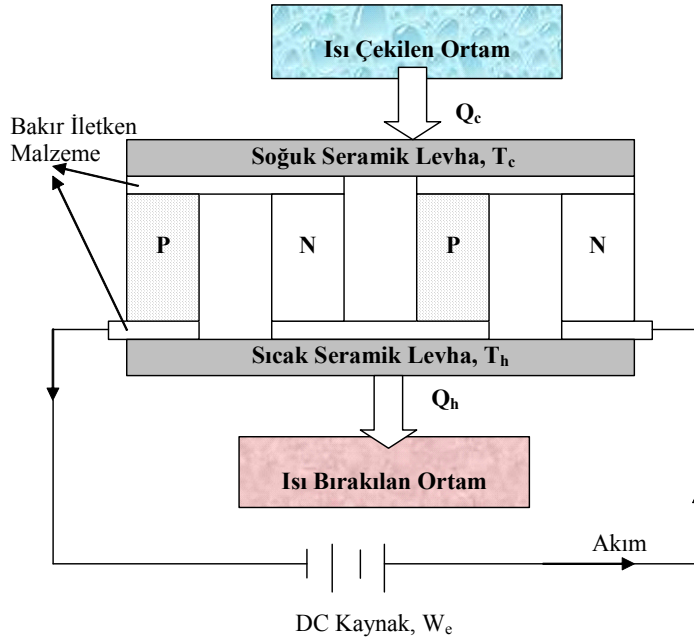 Isı Çekilen Ortam
Qc
Bakır İletken
Malzeme
Soğuk Seramik Levha, Tc
P N P N
Sıcak Seramik Levha, Th
Qh
Isı Bırakılan Ortam
Akım
DC Kaynak, We